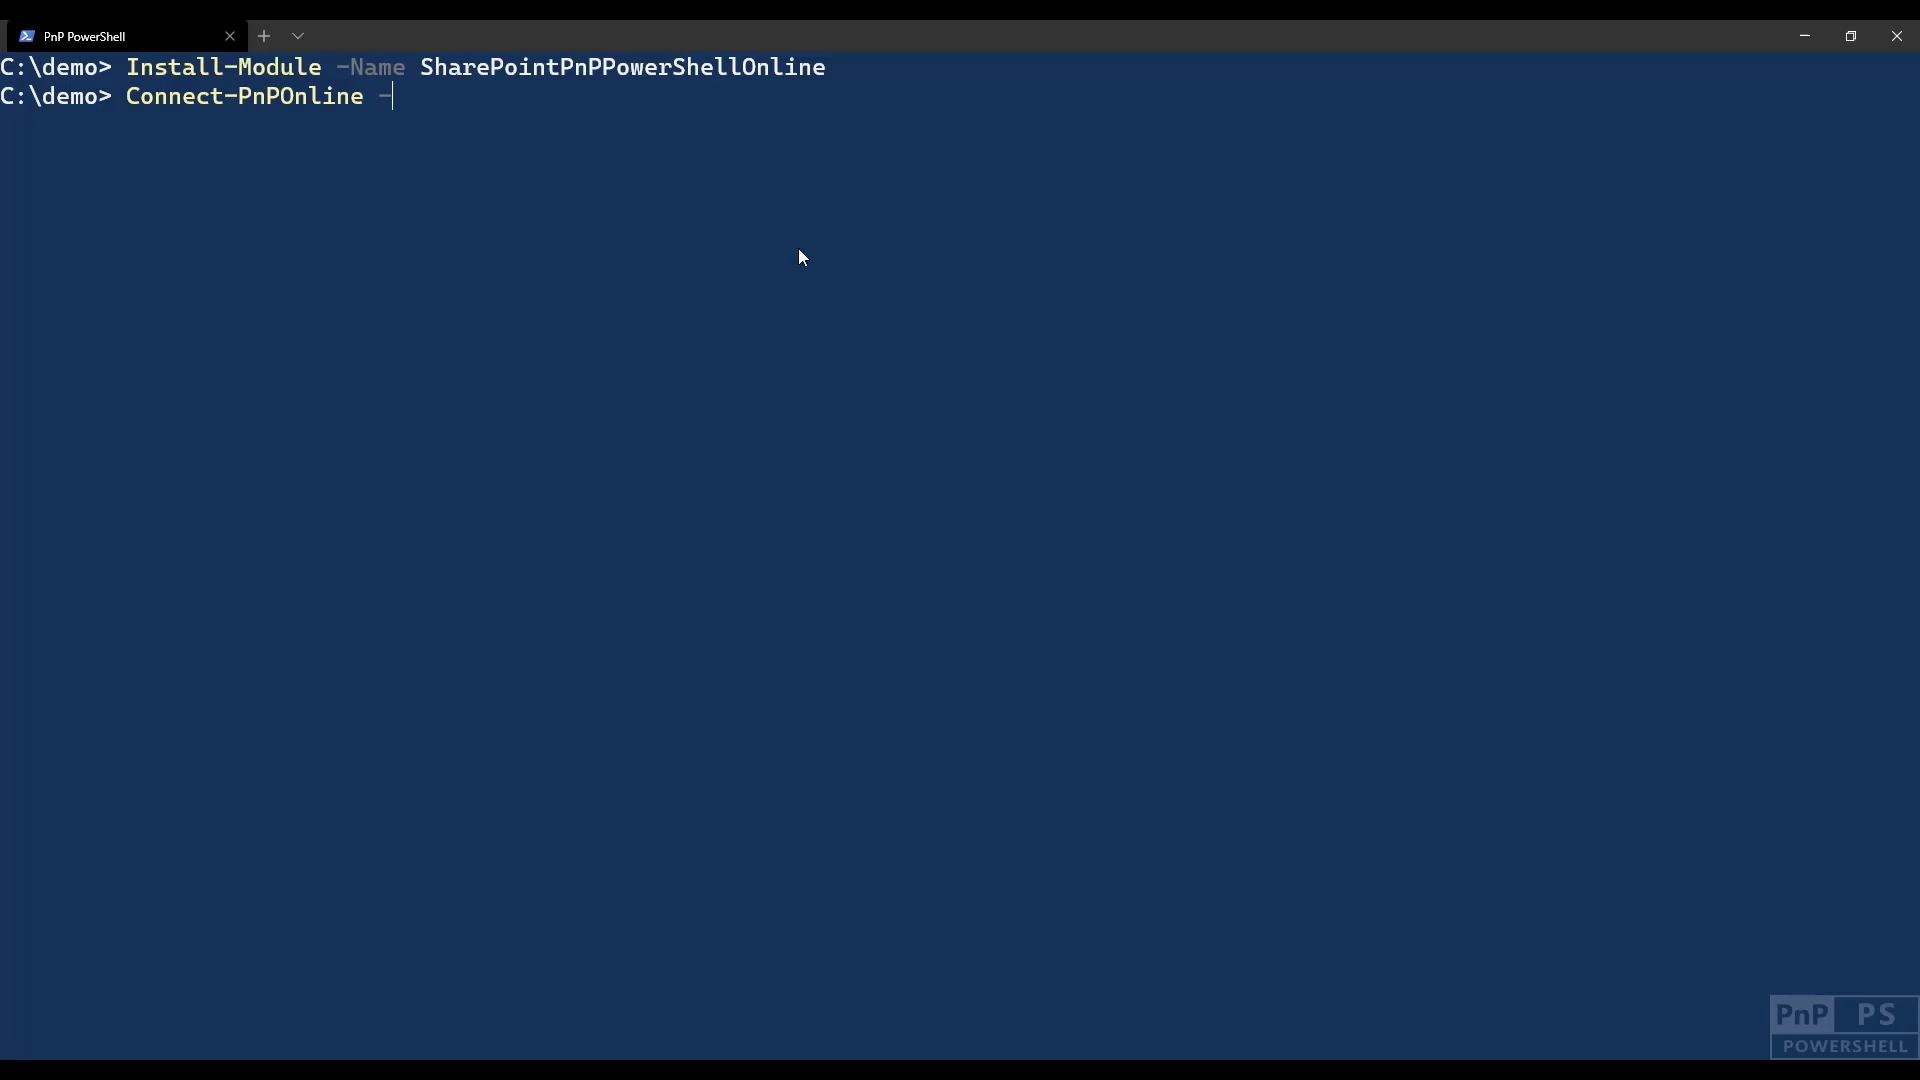 PnP PowerShell
C:\demo> Install-Module -Name SharePointPnPPowerShellOnline
C:\demo> Connect-PnPOnline -
PnP PS
POWERSHELL